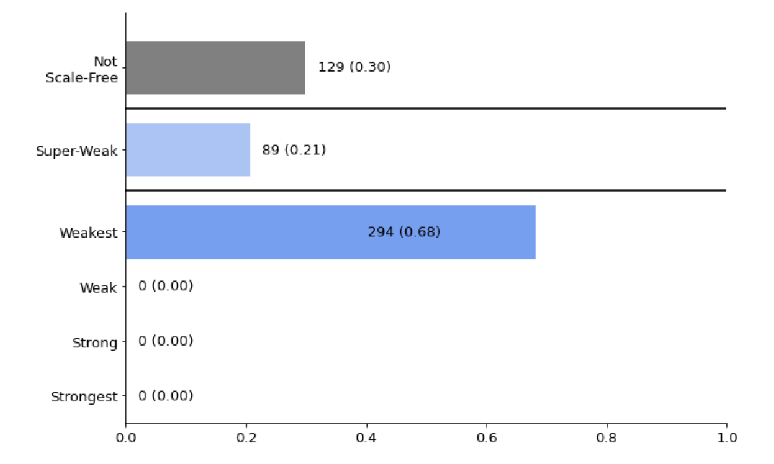 Not
Scale-Free
129 (0.30)
Super-Weak
89 (0.21)
Weakest
294 (0.68)
Weak
0 (0.00)
Strong
0 (0.00)
Strongest
0 (0.00)
0.0 0.2 0.4 0.6 0.8 1.0